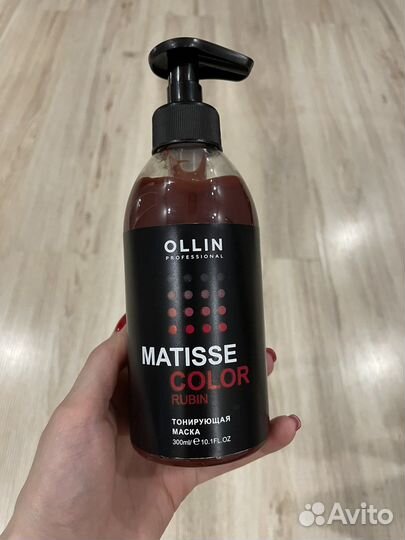 OLLIN
PROFESSIONAL
MATISSE
COLOR
RUBIN
ТОНИРУЮЩАЯ
МАСКА
300ml/ ℮ 10.1FL.OZ
Avito